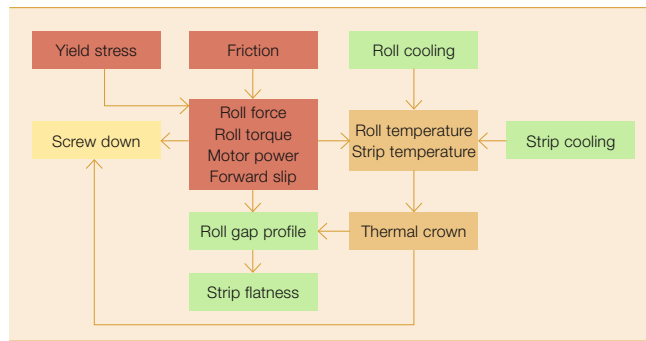 Yield stress
Friction
Roll cooling
Roll force
Roll torque
Motor power
Forward slip
Screw down
Roll temperature
Strip temperature
Strip cooling
Roll gap profile
Thermal crown
Strip flatness